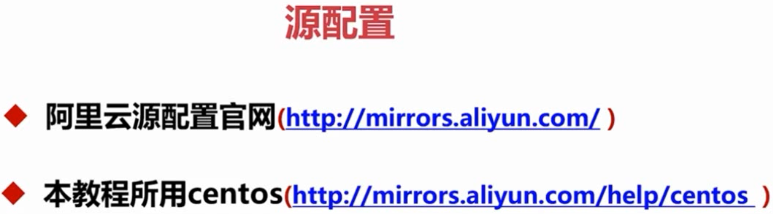 源配置
◆ 阿里云源配置官网(http://mirrors.aliyun.com/ )
◆ 本教程所用centos(http://mirrors.aliyun.com/help/centos )